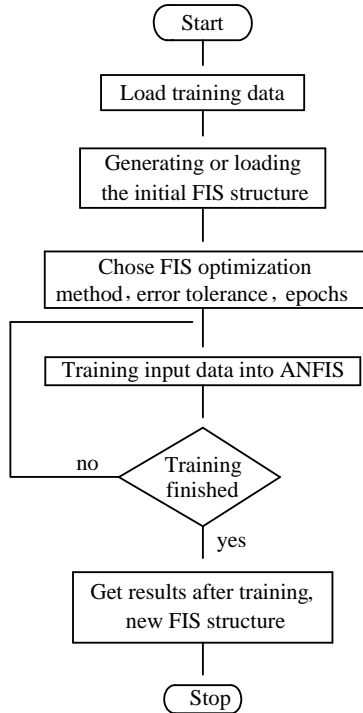 Start
Load training data
Generating or loading
the initial FIS structure
Chose FIS optimization
method, error tolerance, epochs
Training input data into ANFIS
Training
finished
no
yes
Get results after training,
new FIS structure
Stop